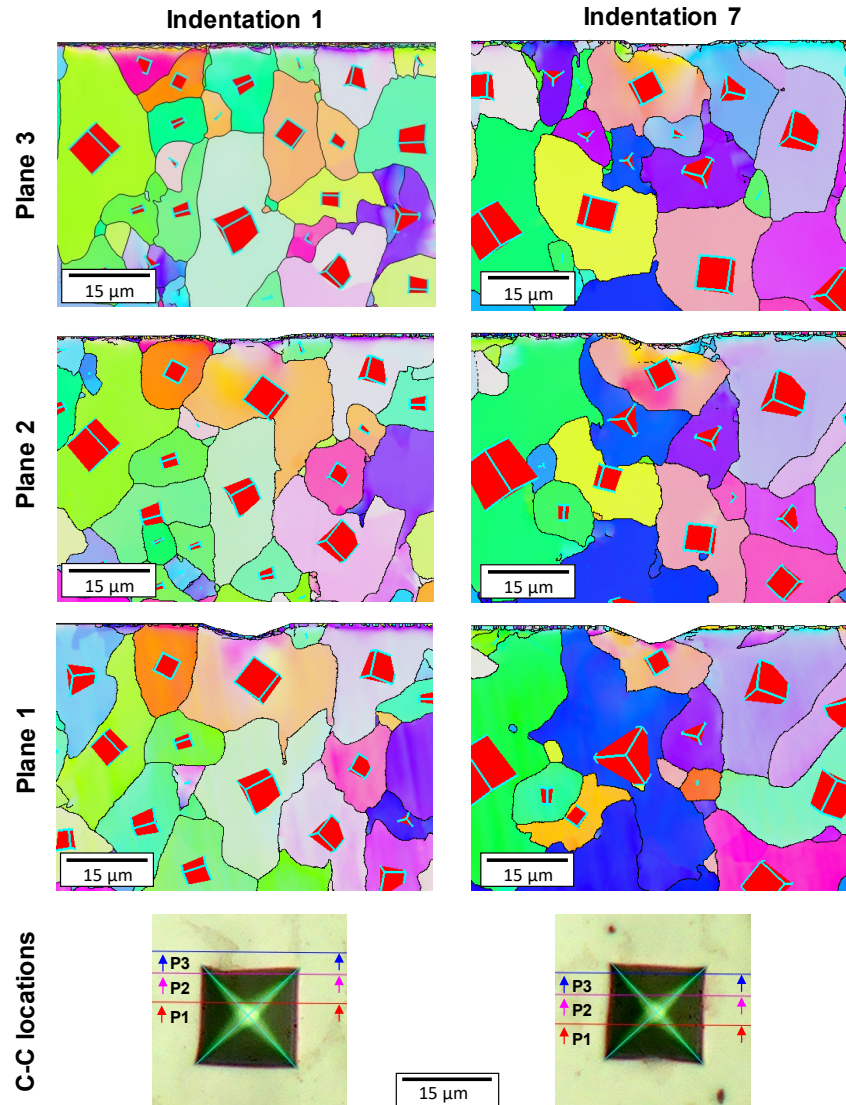 Indentation 1
Indentation 7
Plane 3
15 µm
15 µm
Plane 2
15 µm
15 µm
Plane 1
15 µm
15 µm
C-C locations
P3
P2
P1
15 µm
P3
P2
P1